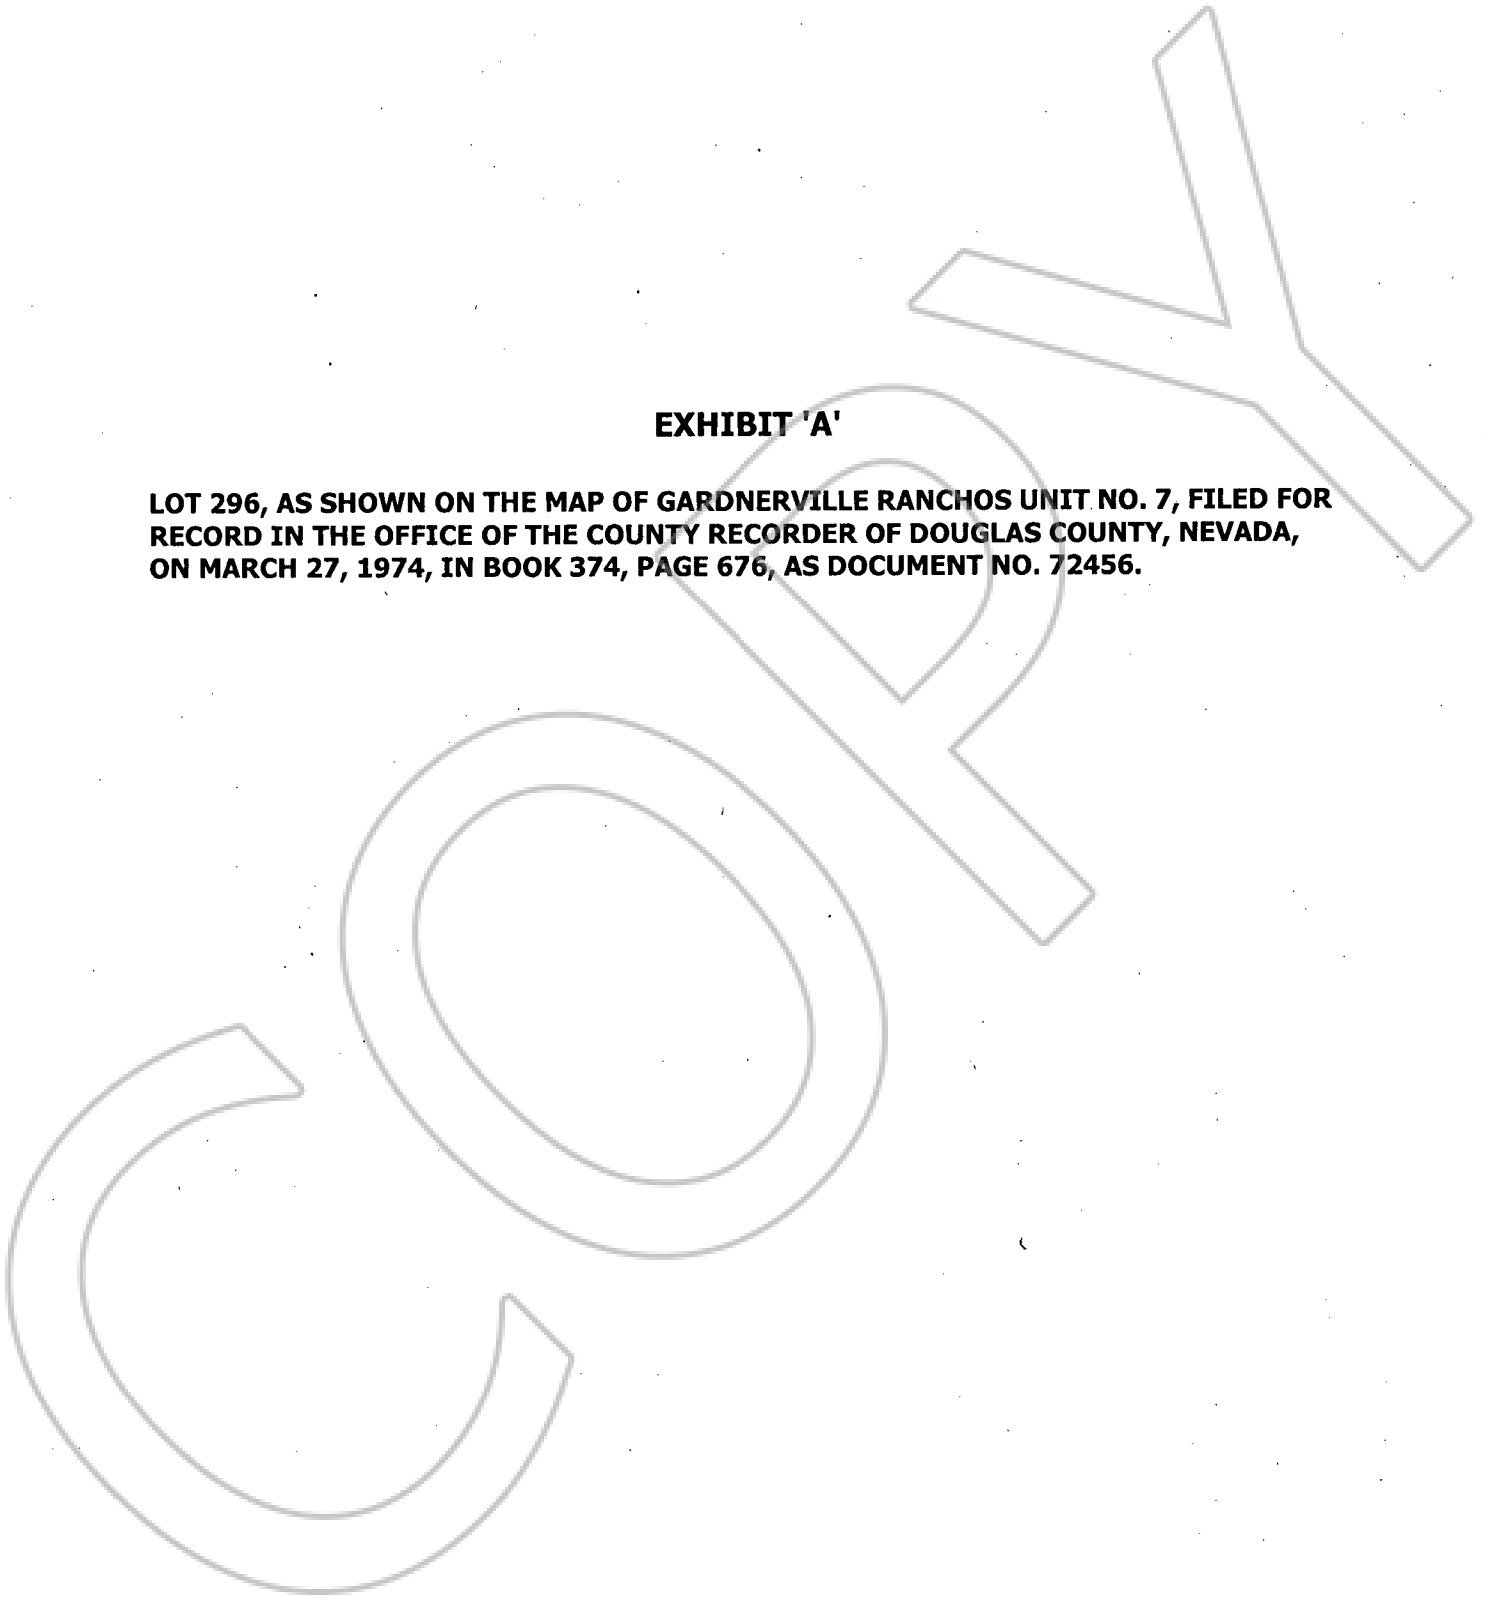 EXHIBIT 'A'
LOT 296, AS SHOWN ON THE MAP OF GARDNERVILLE RANCHOS UNIT NO. 7, FILED FOR
RECORD IN THE OFFICE OF THE COUNTY RECORDER OF DOUGLAS COUNTY, NEVADA,
ON MARCH 27, 1974, IN BOOK 374, PAGE 676, AS DOCUMENT NO. 72456.
COPY